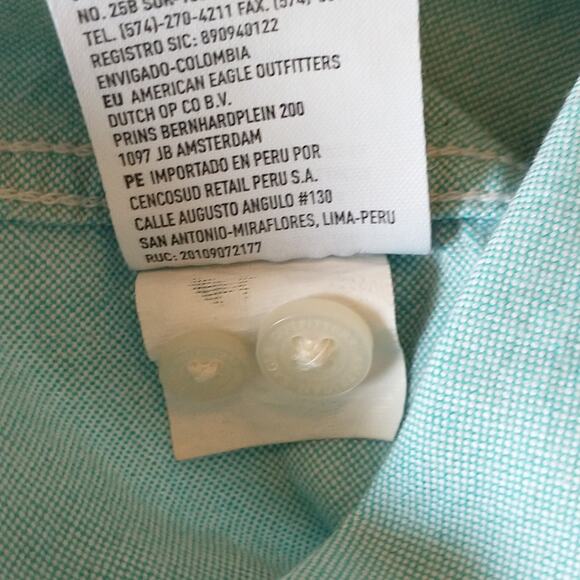 NO. 25B SUR-
TEL. (574)-270-4211 FAX. (574)-
REGISTRO SIC: 890940122
ENVIGADO-COLOMBIA
EU AMERICAN EAGLE OUTFITTERS
DUTCH OP CO B.V.
PRINS BERNHARDPLEIN 200
1097 JB AMSTERDAM
PE IMPORTADO EN PERU POR
CENCOSUD RETAIL PERU S.A.
CALLE AUGUSTO ANGULO #130
SAN ANTONIO-MIRAFLORES, LIMA-PERU
RUC: 20109072177